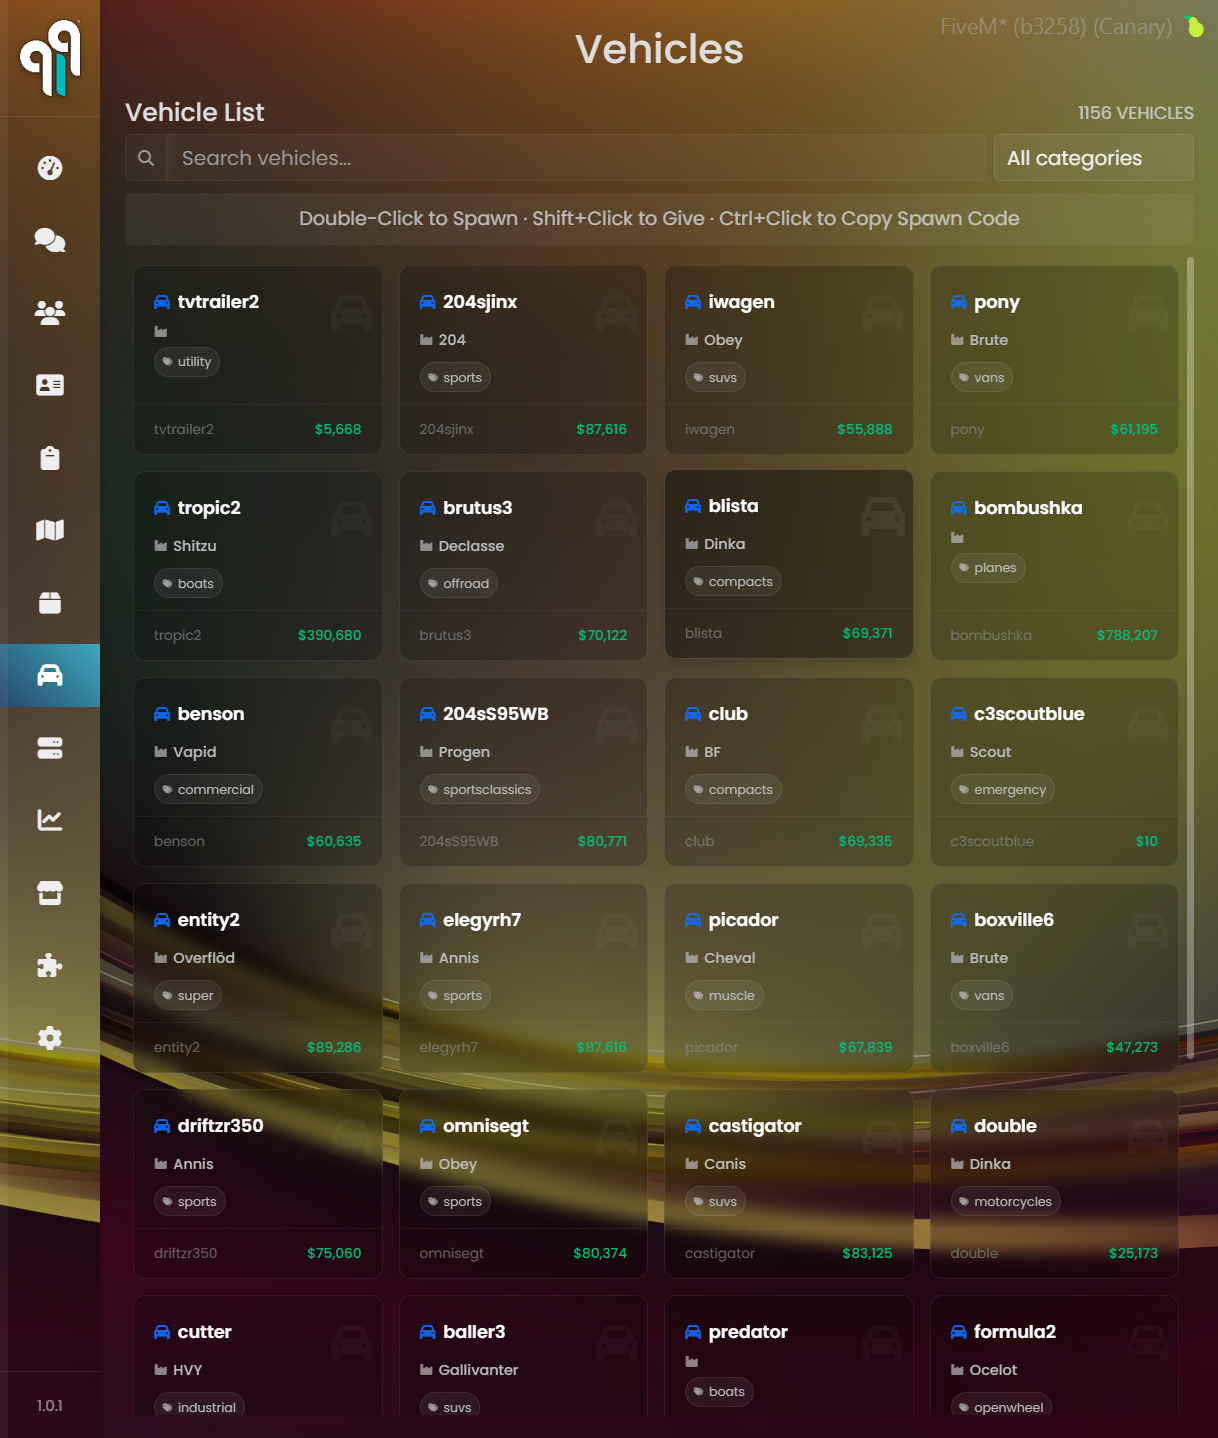 FiveM* (b3258) (Canary)
Vehicles
Vehicle List
1156 VEHICLES
Search vehicles...
All categories
Double-Click to Spawn · Shift+Click to Give · Ctrl+Click to Copy Spawn Code
tvtrailer2
utility
tvtrailer2 $5,668
204sjinx
204
sports
204sjinx $87,616
iwagen
Obey
suvs
iwagen $55,888
pony
Brute
vans
pony $61,195
tropic2
Shitzu
boats
tropic2 $390,680
brutus3
Declasse
offroad
brutus3 $70,122
blista
Dinka
compacts
blista $69,371
bombushka
planes
bombushka $788,207
benson
Vapid
commercial
benson $60,635
204sS95WB
Progen
sportsclassics
204sS95WB $80,771
club
BF
compacts
club $69,335
c3scoutblue
Scout
emergency
c3scoutblue $10
entity2
Overflöd
super
entity2 $89,286
elegyrh7
Annis
sports
elegyrh7 $87,616
picador
Cheval
muscle
picador $67,839
boxville6
Brute
vans
boxville6 $47,273
driftzr350
Annis
sports
driftzr350 $75,060
omnisegt
Obey
sports
omnisegt $80,374
castigator
Canis
suvs
castigator $83,125
double
Dinka
motorcycles
double $25,173
cutter
HVY
industrial
baller3
Gallivanter
suvs
predator
boats
formula2
Ocelot
openwheel
1.0.1